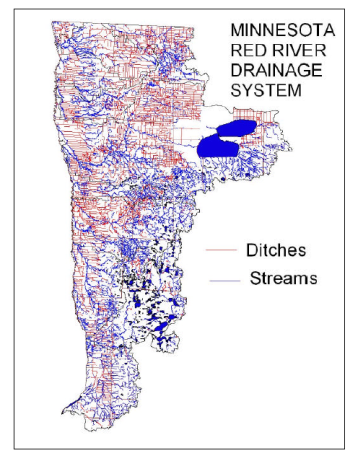 MINNESOTA
RED RIVER
DRAINAGE
SYSTEM
Ditches
Streams